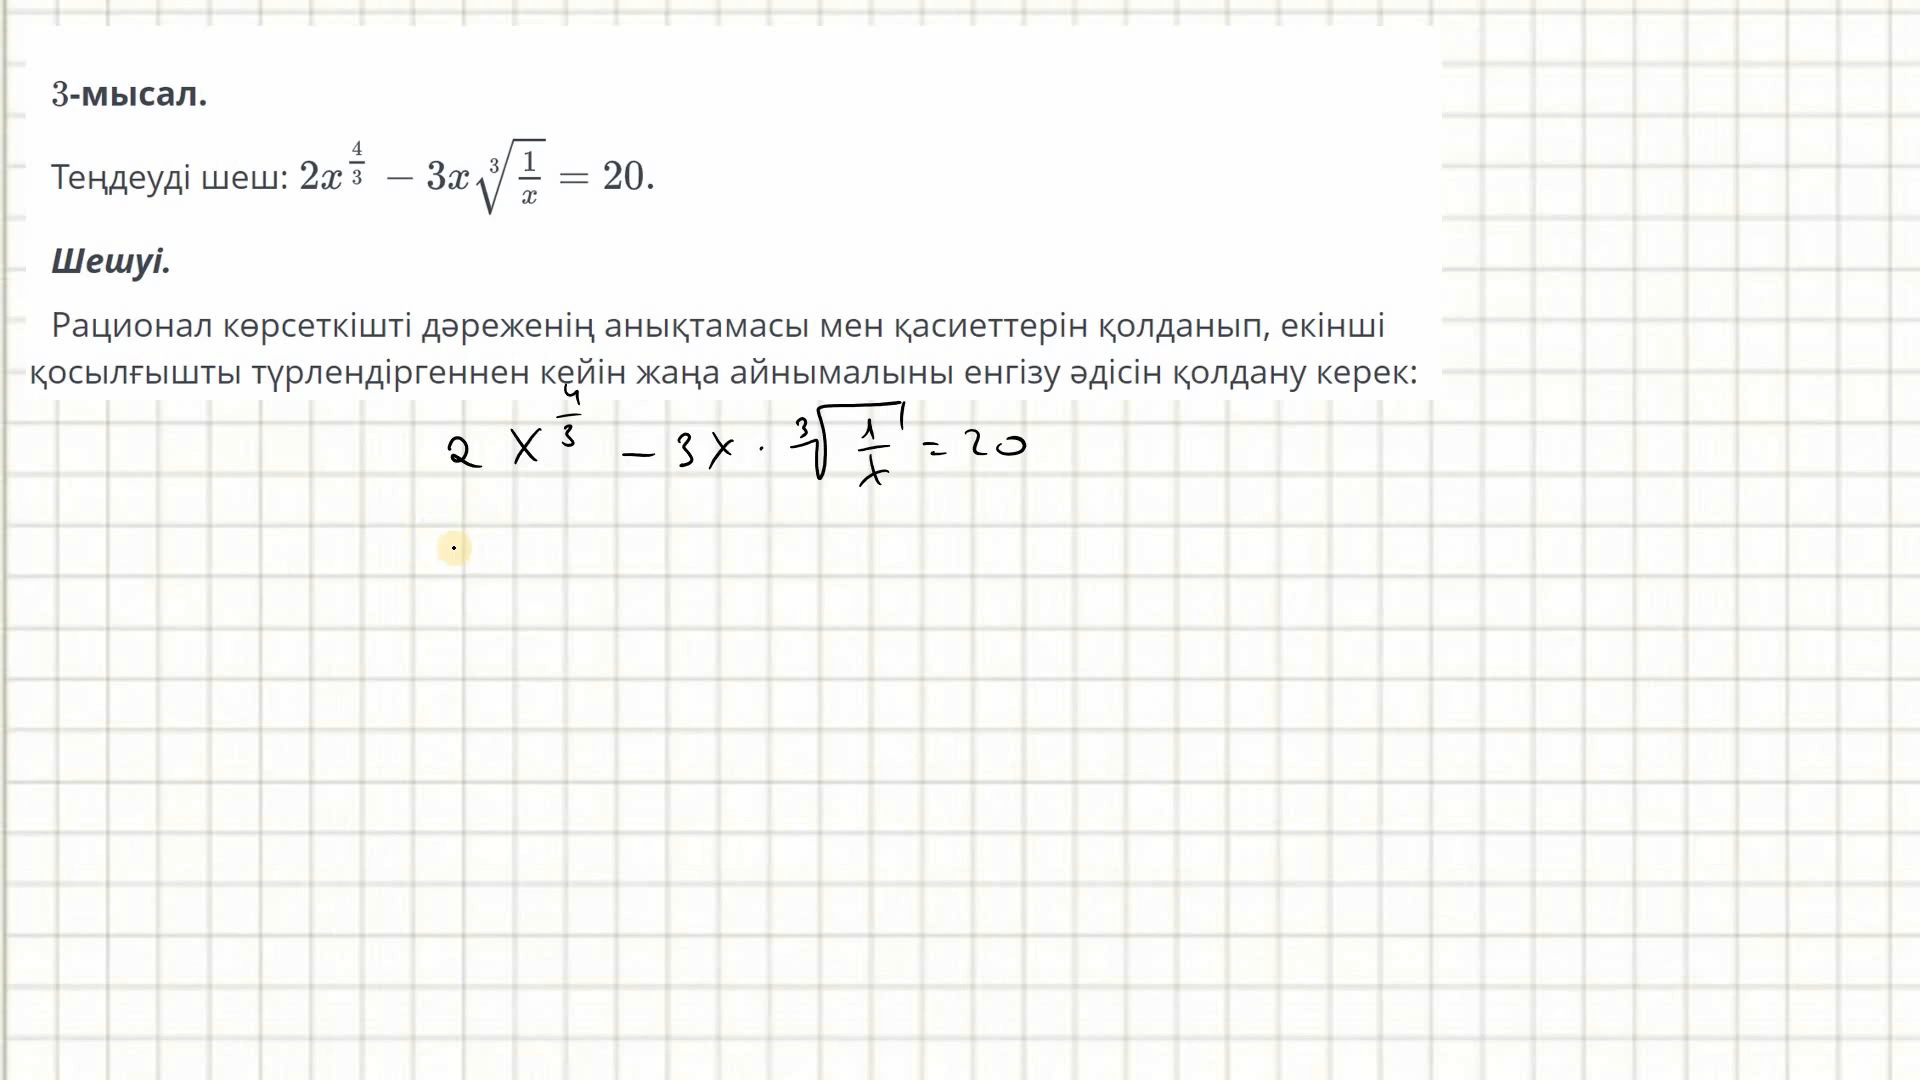 3-мысал.
Теңдеуді шеш: 2x^{4/3} − 3x∛(1/x) = 20.
Шешуі.
Рационал көрсеткішті дәреженің анықтамасы мен қасиеттерін қолданып, екінші
қосылғышты түрлендіргеннен кейін жаңа айнымалыны енгізу әдісін қолдану керек:
2 x^{4/3} − 3x · ∛(1/x) = 20